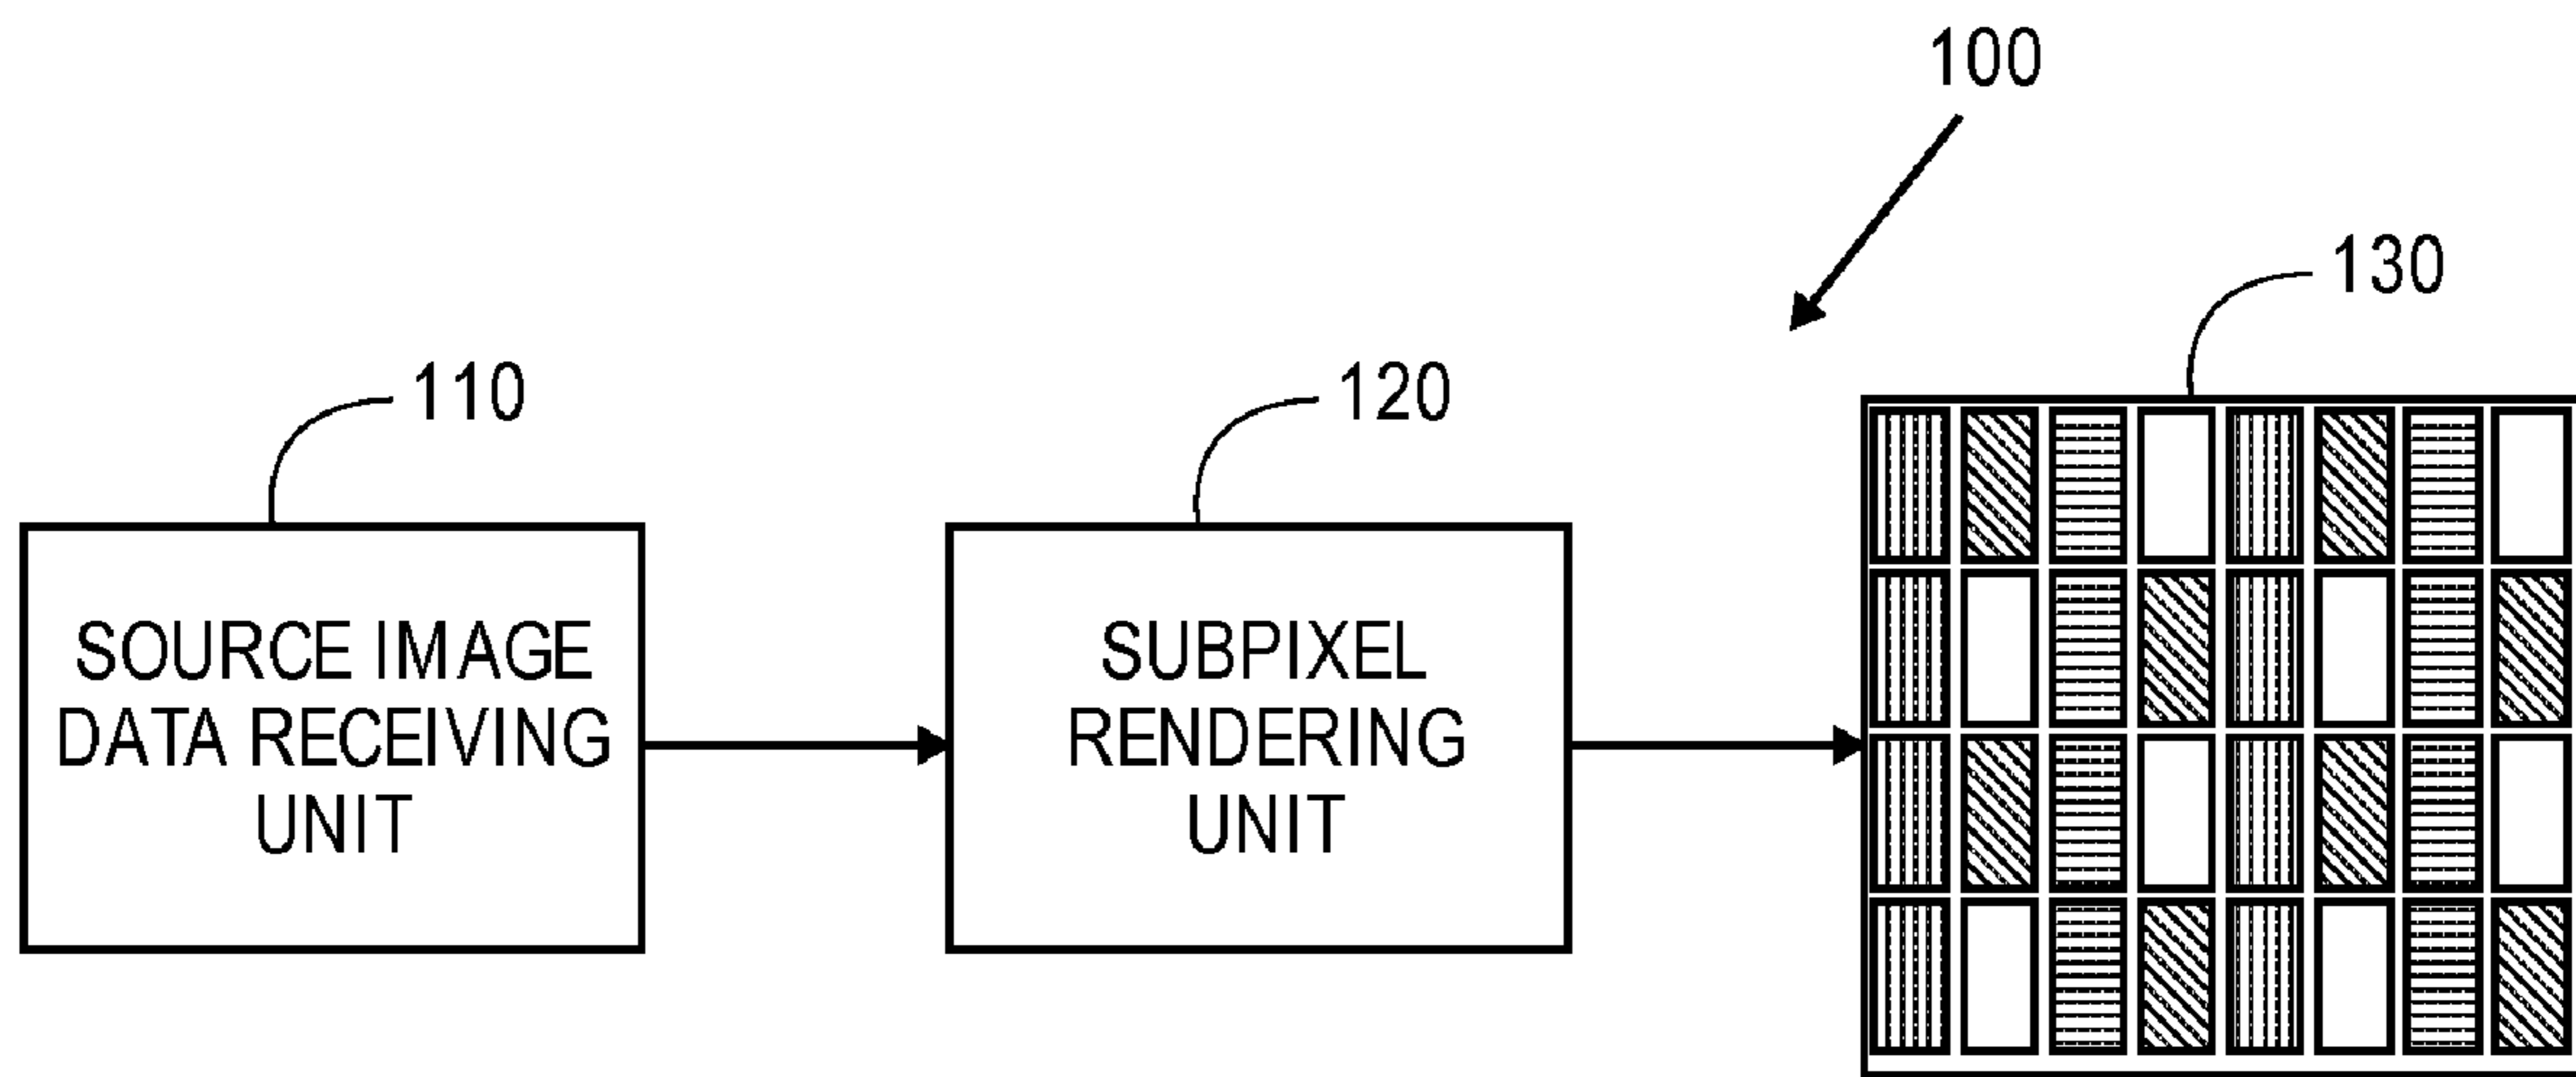 100
130
110
120
SOURCE IMAGE
DATA RECEIVING
UNIT
SUBPIXEL
RENDERING
UNIT